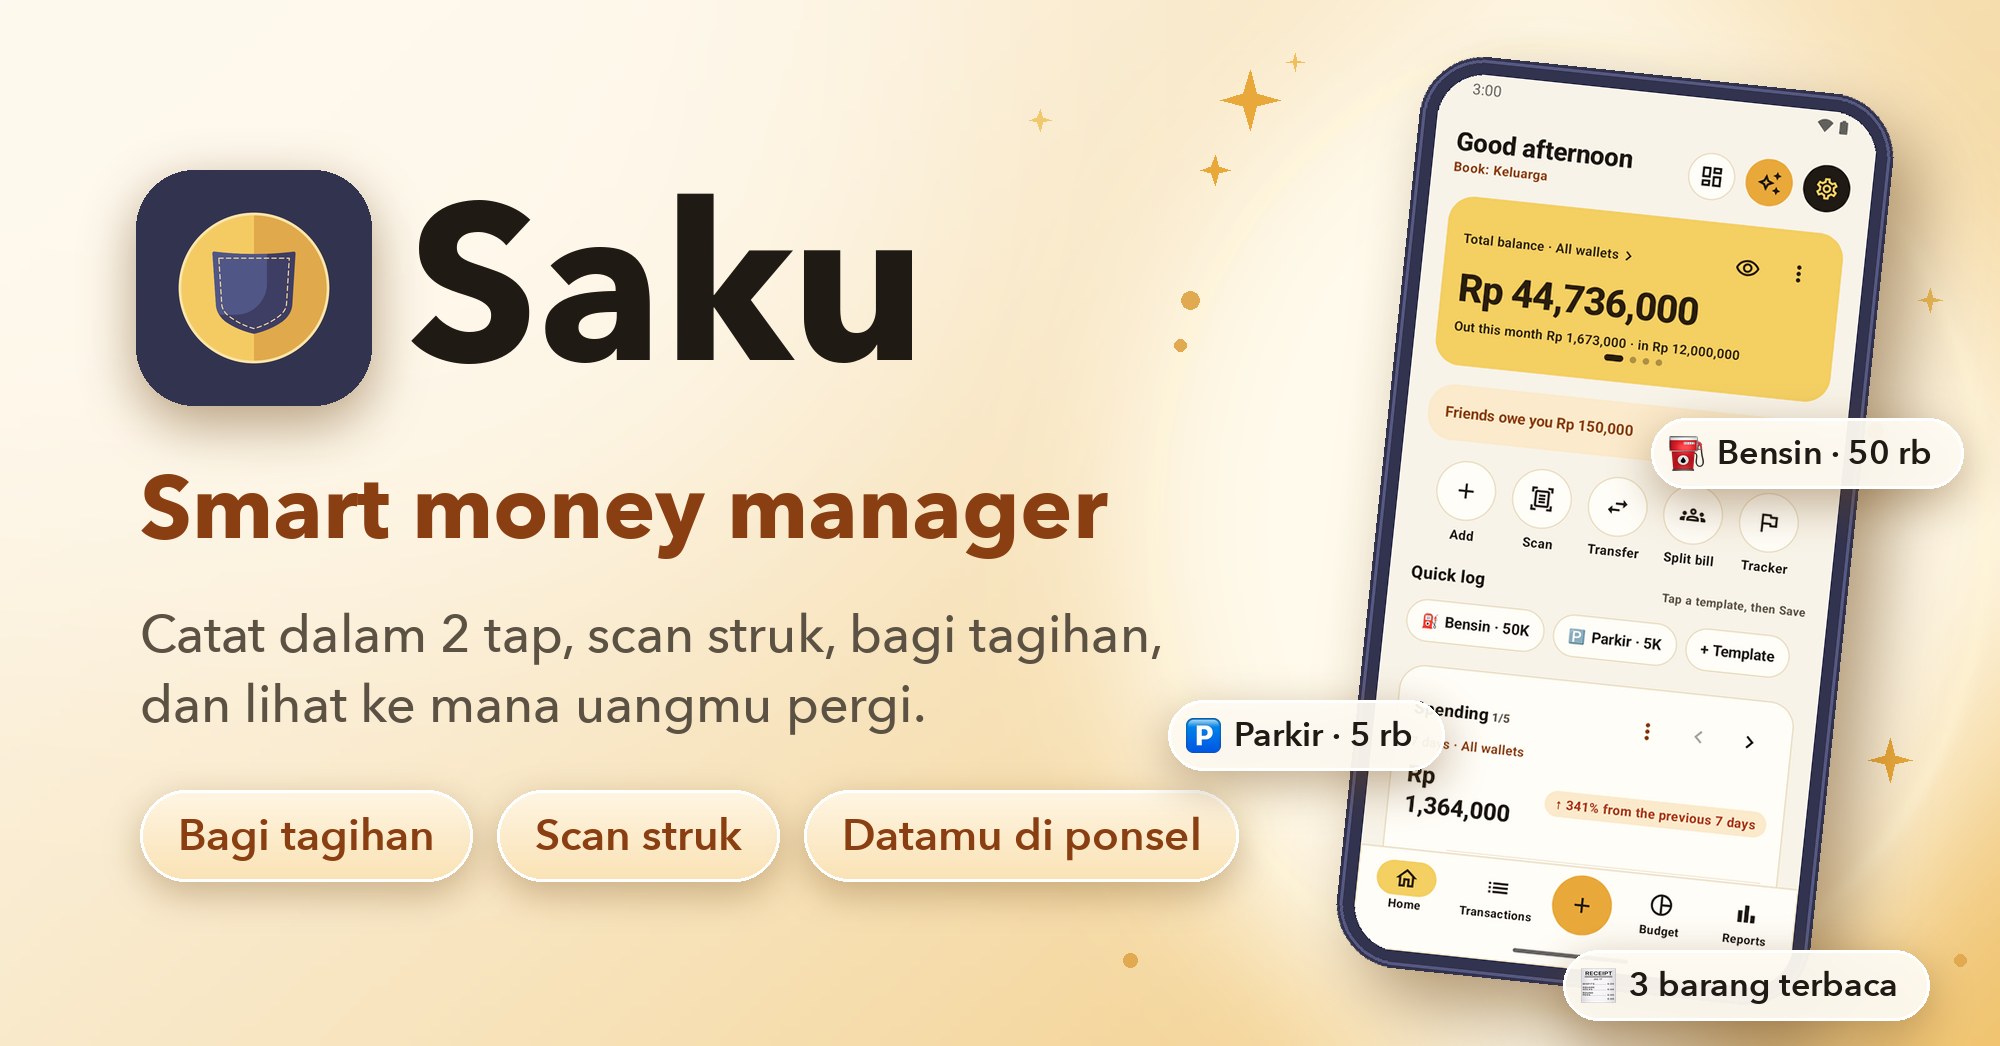 Saku
Smart money manager
Catat dalam 2 tap, scan struk, bagi tagihan,
dan lihat ke mana uangmu pergi.
Bagi tagihan
Scan struk
Datamu di ponsel
3:00
Good afternoon
Book: Keluarga
Total balance · All wallets
Rp 44,736,000
Out this month Rp 1,673,000 · in Rp 12,000,000
Friends owe you Rp 150,000
Bensin · 50 rb
Add
Scan
Transfer
Split bill
Tracker
Quick log
Tap a template, then Save
Bensin · 50K
P Parkir · 5K
+ Template
Spending 1/5
days · All wallets
P Parkir · 5 rb
Rp
1,364,000
↑ 341% from the previous 7 days
Home
Transactions
+
Budget
Reports
RECEIPT
3 barang terbaca